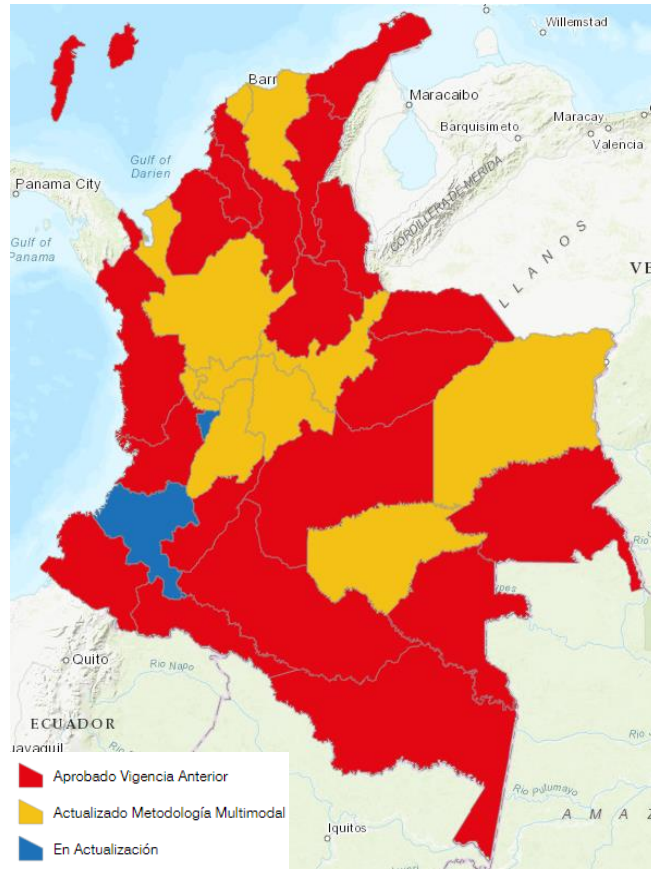 Willemstad
Barr
Maracaibo
Maracay
Barquisimeto
Valencia
Gulf of
Darien
Panama City
CORDILLERA DE MERIDA
Gulf of
Panama
LLANOS
VE
Quito
Rio Napo
ECUADOR
uayaquil
Aprobado Vigencia Anterior
Actualizado Metodología Multimodal
En Actualización
Rio Putumayo
AMAZ
Iquitos